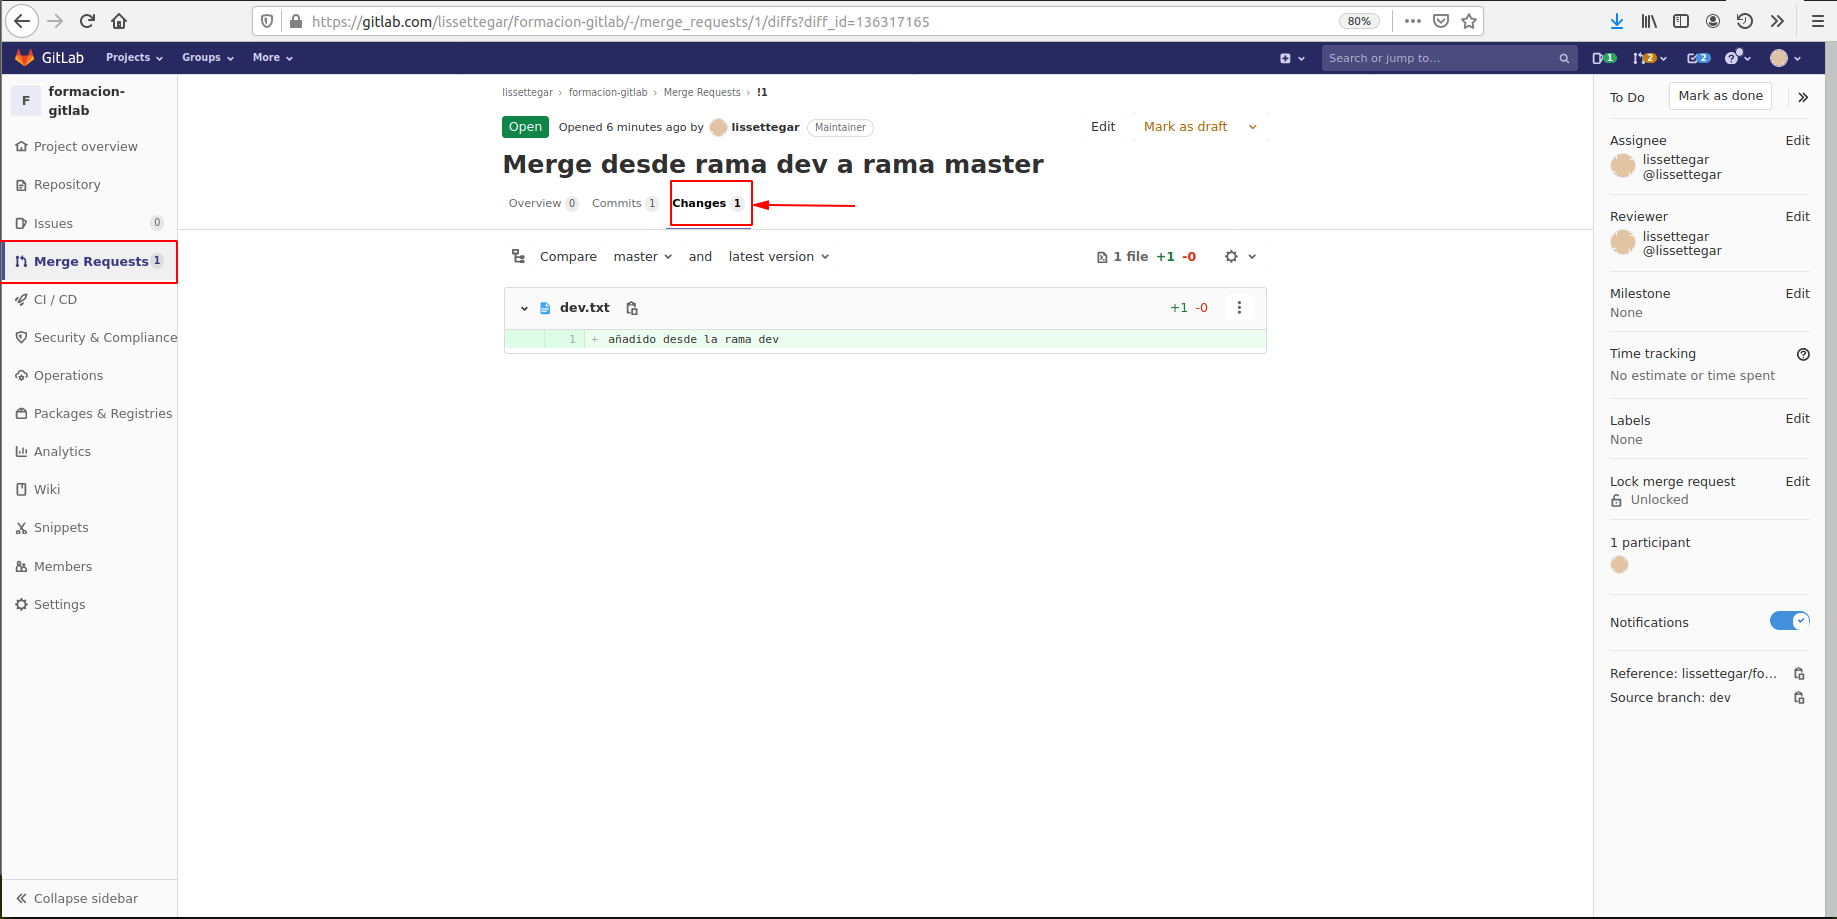 https://gitlab.com/lissettegar/formacion-gitlab/-/merge_requests/1/diffs?diff_id=136317165
80%
GitLab
Projects
Groups
More
Search or jump to...
1
2
2
F
formacion-
gitlab
Project overview
Repository
Issues 0
Merge Requests 1
CI / CD
Security & Compliance
Operations
Packages & Registries
Analytics
Wiki
Snippets
Members
Settings
Collapse sidebar
lissettegar › formacion-gitlab › Merge Requests › !1
Open Opened 6 minutes ago by lissettegar Maintainer
Edit Mark as draft
Merge desde rama dev a rama master
Overview 0 Commits 1 Changes 1
Compare master and latest version
1 file +1 -0
dev.txt
+1 -0
1 + añadido desde la rama dev
To Do Mark as done
Assignee Edit
lissettegar
@lissettegar
Reviewer Edit
lissettegar
@lissettegar
Milestone Edit
None
Time tracking
No estimate or time spent
Labels Edit
None
Lock merge request Edit
Unlocked
1 participant
Notifications
Reference: lissettegar/fo...
Source branch: dev